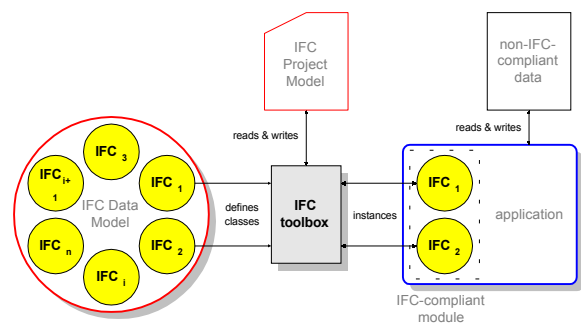 IFC
Project
Model
non-IFC-
compliant
data
reads & writes
reads & writes
IFC 3
IFC i+
1
IFC 1
IFC Data
Model
IFC n
IFC 2
IFC i
defines
classes
IFC
toolbox
instances
IFC 1
IFC 2
application
IFC-compliant
module